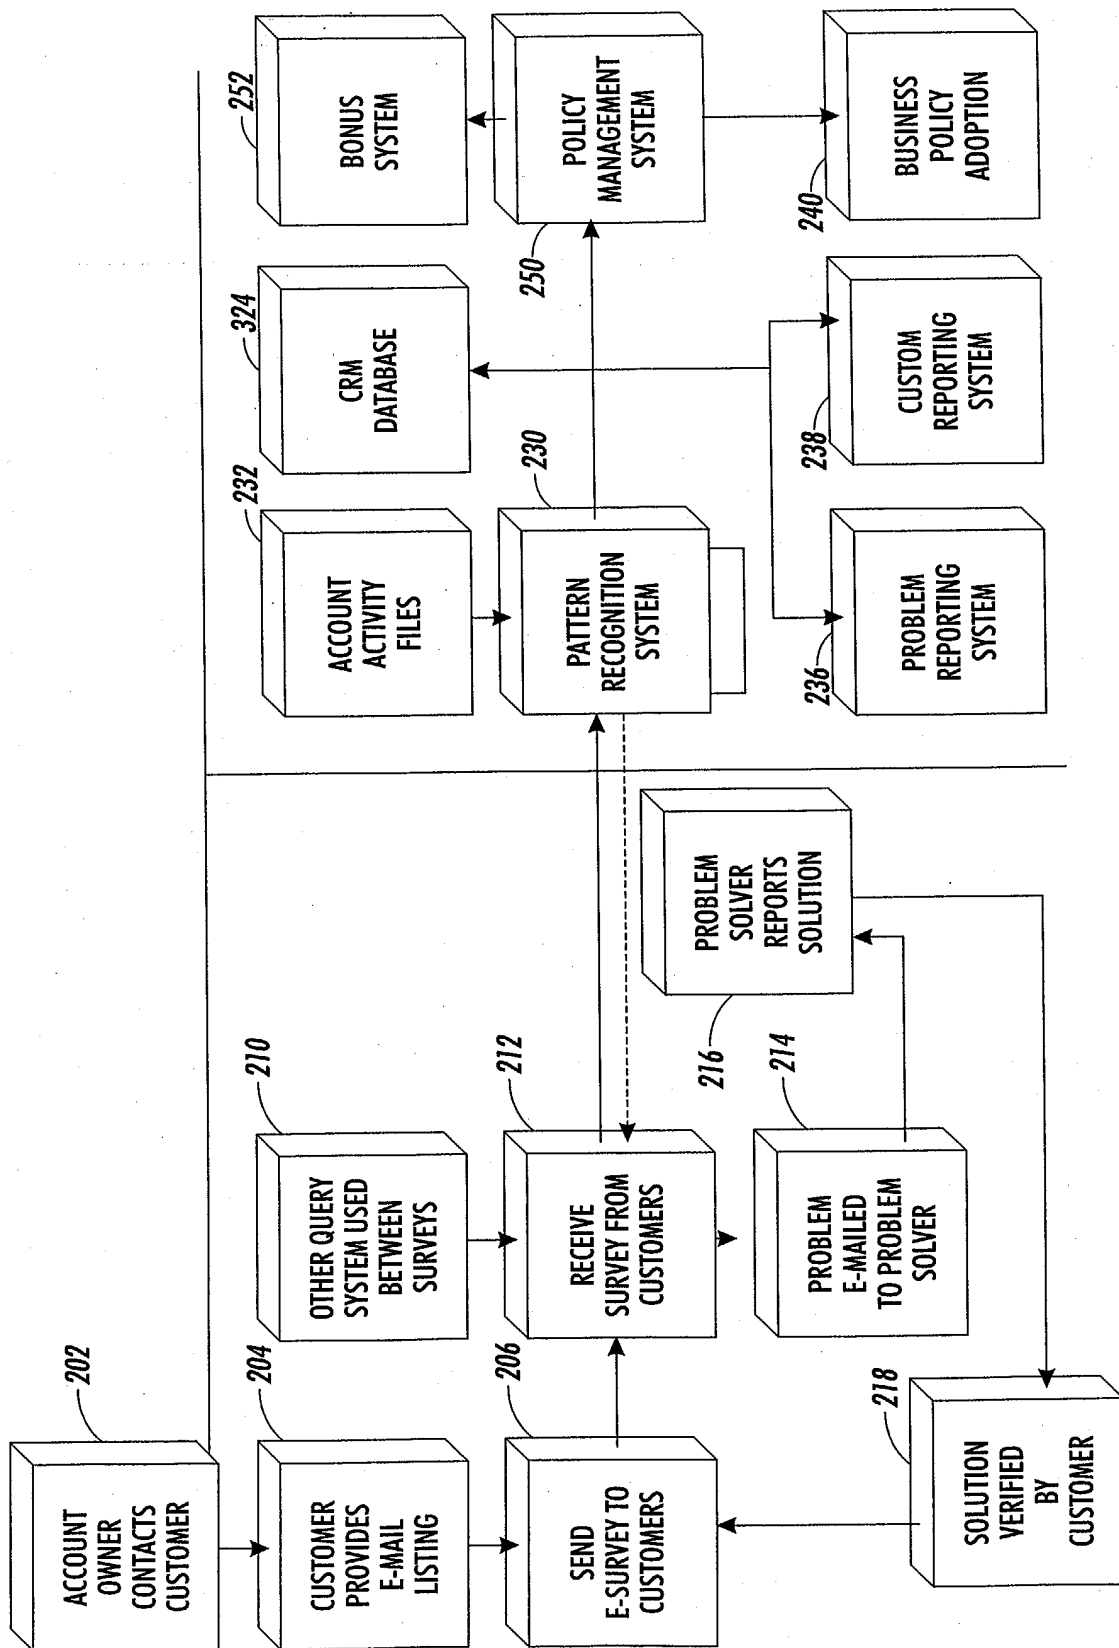 202
ACCOUNT
OWNER
CONTACTS
CUSTOMER
204
CUSTOMER
PROVIDES
E-MAIL
LISTING
210
OTHER QUERY
SYSTEM USED
BETWEEN
SURVEYS
232
ACCOUNT
ACTIVITY
FILES
324
CRM
DATABASE
252
BONUS
SYSTEM
206
SEND
E-SURVEY TO
CUSTOMERS
212
RECEIVE
SURVEY FROM
CUSTOMERS
230
PATTERN
RECOGNITION
SYSTEM
250
POLICY
MANAGEMENT
SYSTEM
216
PROBLEM
SOLVER
REPORTS
SOLUTION
214
PROBLEM
E-MAILED
TO PROBLEM
SOLVER
236
PROBLEM
REPORTING
SYSTEM
238
CUSTOM
REPORTING
SYSTEM
240
BUSINESS
POLICY
ADOPTION
218
SOLUTION
VERIFIED
BY
CUSTOMER